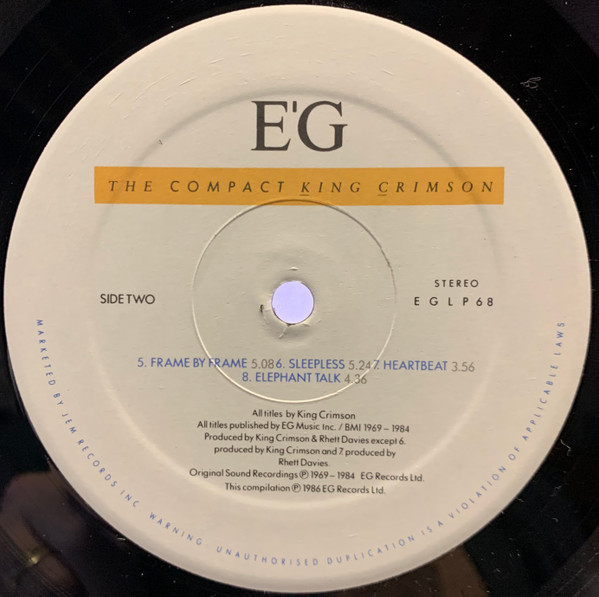 E'G
THE COMPACT KING CRIMSON
SIDE TWO
STEREO
E G L P 6 8
5. FRAME BY FRAME 5.08 6. SLEEPLESS 5.24 7. HEARTBEAT 3.56
8. ELEPHANT TALK 4.36
All titles by King Crimson
All titles published by EG Music Inc. / BMI 1969 – 1984
Produced by King Crimson & Rhett Davies except 6.
produced by King Crimson and 7. produced by
Rhett Davies.
Original Sound Recordings ℗ 1969 – 1984 EG Records Ltd.
This compilation ℗ 1986 EG Records Ltd.
MARKETED BY JEM RECORDS INC. WARNING. UNAUTHORISED DUPLICATION IS A VIOLATION OF APPLICABLE LAWS